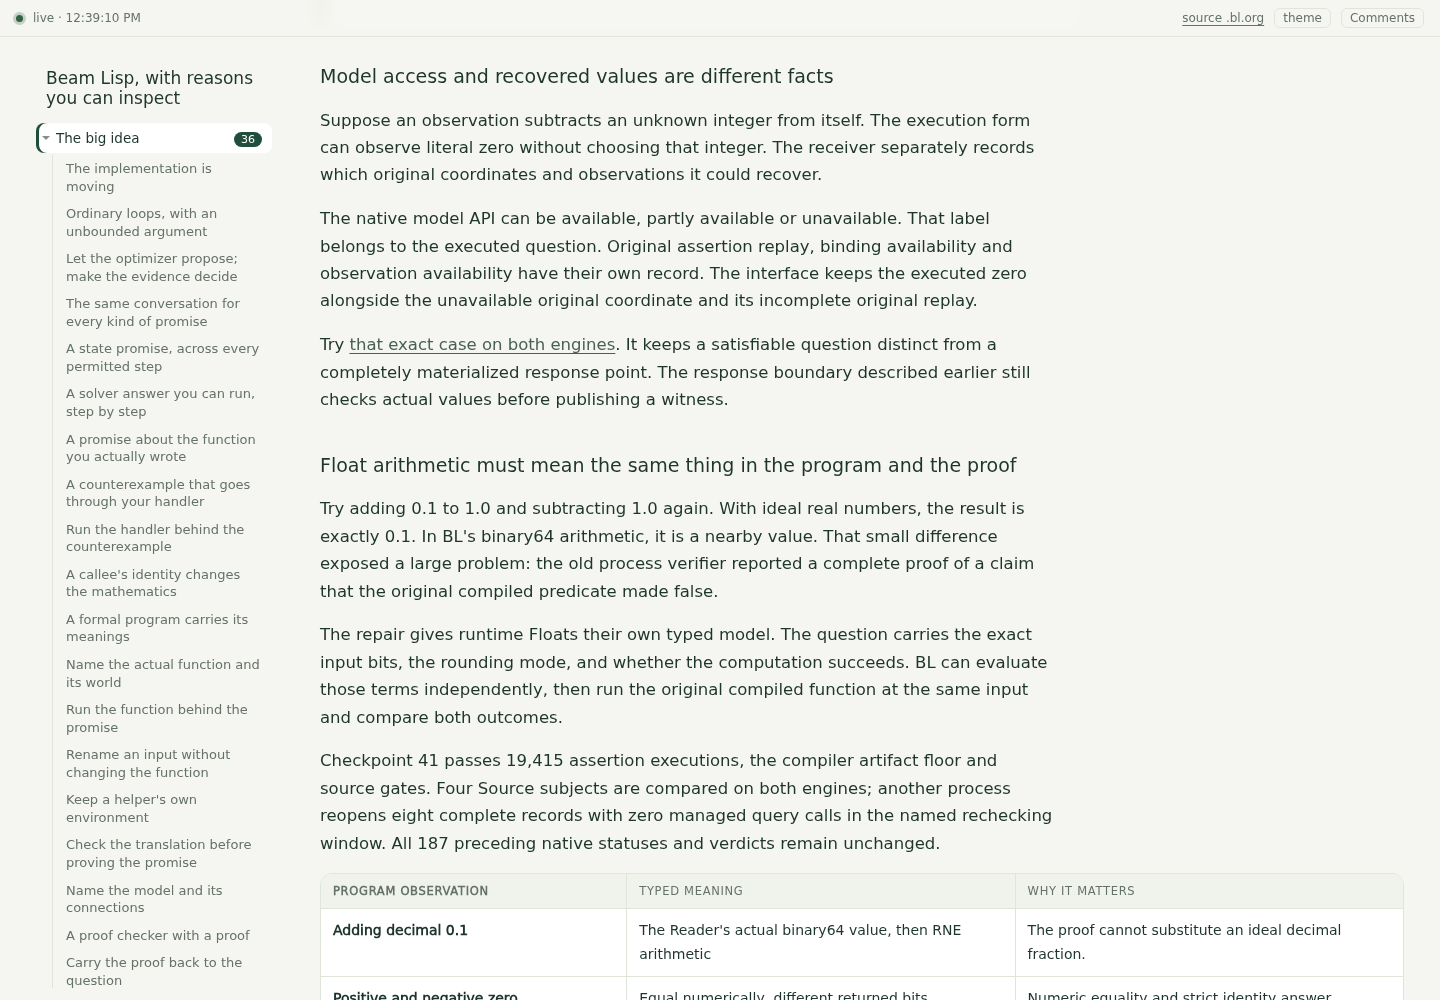 live · 12:39:10 PM
source .bl.org
theme
Comments
Beam Lisp, with reasons
you can inspect
The big idea
36
The implementation is
moving
Ordinary loops, with an
unbounded argument
Let the optimizer propose;
make the evidence decide
The same conversation for
every kind of promise
A state promise, across every
permitted step
A solver answer you can run,
step by step
A promise about the function
you actually wrote
A counterexample that goes
through your handler
Run the handler behind the
counterexample
A callee's identity changes
the mathematics
A formal program carries its
meanings
Name the actual function and
its world
Run the function behind the
promise
Rename an input without
changing the function
Keep a helper's own
environment
Check the translation before
proving the promise
Name the model and its
connections
A proof checker with a proof
Carry the proof back to the
question
Model access and recovered values are different facts
Suppose an observation subtracts an unknown integer from itself. The execution form
can observe literal zero without choosing that integer. The receiver separately records
which original coordinates and observations it could recover.
The native model API can be available, partly available or unavailable. That label
belongs to the executed question. Original assertion replay, binding availability and
observation availability have their own record. The interface keeps the executed zero
alongside the unavailable original coordinate and its incomplete original replay.
Try that exact case on both engines. It keeps a satisfiable question distinct from a
completely materialized response point. The response boundary described earlier still
checks actual values before publishing a witness.
Float arithmetic must mean the same thing in the program and the proof
Try adding 0.1 to 1.0 and subtracting 1.0 again. With ideal real numbers, the result is
exactly 0.1. In BL's binary64 arithmetic, it is a nearby value. That small difference
exposed a large problem: the old process verifier reported a complete proof of a claim
that the original compiled predicate made false.
The repair gives runtime Floats their own typed model. The question carries the exact
input bits, the rounding mode, and whether the computation succeeds. BL can evaluate
those terms independently, then run the original compiled function at the same input
and compare both outcomes.
Checkpoint 41 passes 19,415 assertion executions, the compiler artifact floor and
source gates. Four Source subjects are compared on both engines; another process
reopens eight complete records with zero managed query calls in the named rechecking
window. All 187 preceding native statuses and verdicts remain unchanged.
PROGRAM OBSERVATION
TYPED MEANING
WHY IT MATTERS
Adding decimal 0.1
The Reader's actual binary64 value, then RNE
arithmetic
The proof cannot substitute an ideal decimal
fraction.
Positive and negative zero
Equal numerically, different returned bits
Numeric equality and strict identity answer